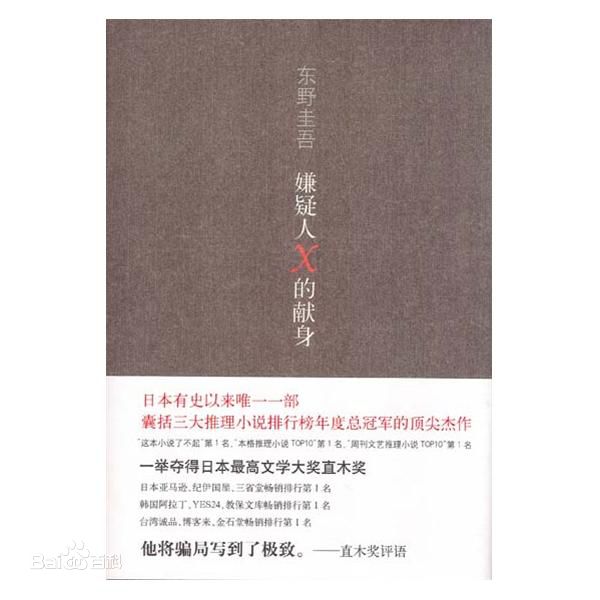 东野圭吾
嫌疑人X的献身
日本有史以来唯一一部
囊括三大推理小说排行榜年度总冠军的顶尖杰作
"这本小说了不起"第1名、"本格推理小说TOP10"第1名、"周刊文艺推理小说TOP10"第1名
一举夺得日本最高文学大奖直木奖
日本亚马逊、纪伊国屋、三省堂畅销排行第1名
韩国阿拉丁、YES24、教保文库畅销排行第1名
台湾诚品、博客来、金石堂畅销排行第1名
他将骗局写到了极致。——直木奖评语
Bai百科